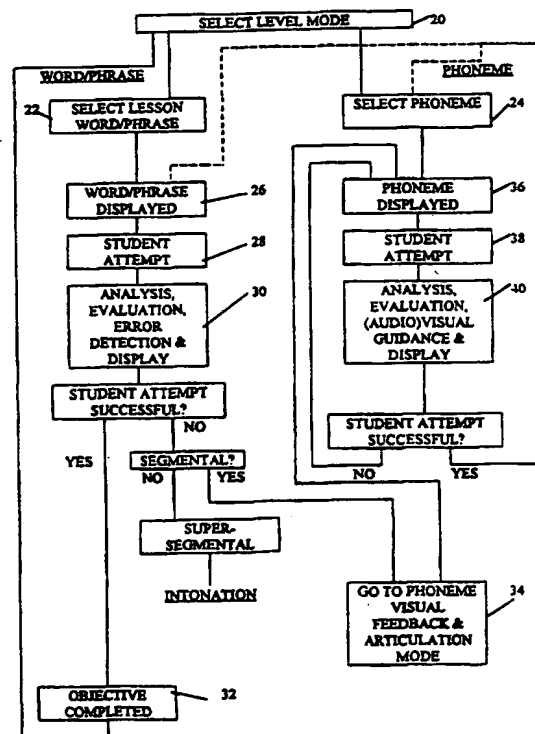 SELECT LEVEL MODE
20
WORD/PHRASE
PHONEME
22
SELECT LESSON
WORD/PHRASE
SELECT PHONEME
24
WORD/PHRASE
DISPLAYED
26
PHONEME
DISPLAYED
36
STUDENT
ATTEMPT
28
STUDENT
ATTEMPT
38
ANALYSIS,
EVALUATION,
ERROR
DETECTION &
DISPLAY
30
ANALYSIS,
EVALUATION,
(AUDIO)VISUAL
GUIDANCE &
DISPLAY
40
STUDENT ATTEMPT
SUCCESSFUL?
STUDENT ATTEMPT
SUCCESSFUL?
NO
YES
SEGMENTAL?
NO
YES
NO
YES
SUPER-
SEGMENTAL
INTONATION
GO TO PHONEME
VISUAL
FEEDBACK &
ARTICULATION
MODE
34
OBJECTIVE
COMPLETED
32